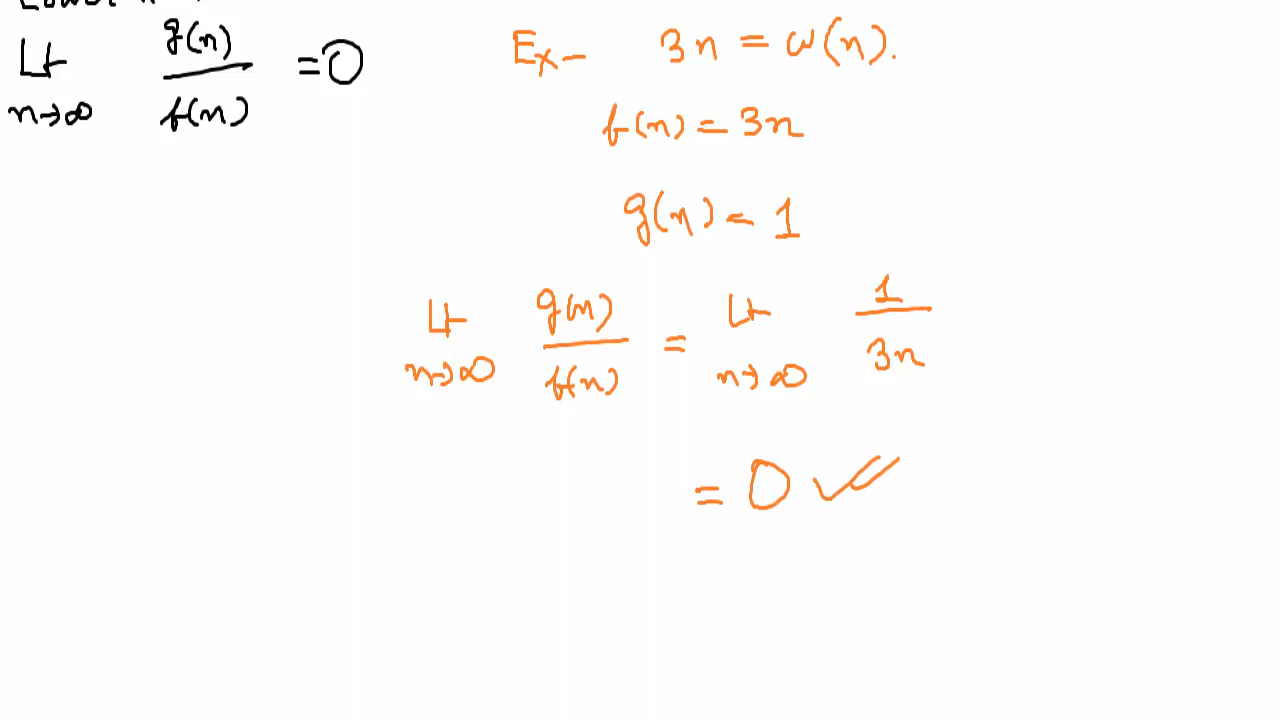 Lt n→∞ g(n)/f(n) = 0
Ex– 3n = ω(n).
f(n) = 3n
g(n) = 1
Lt n→∞ g(n)/f(n) = Lt n→∞ 1/3n
= 0 ✓